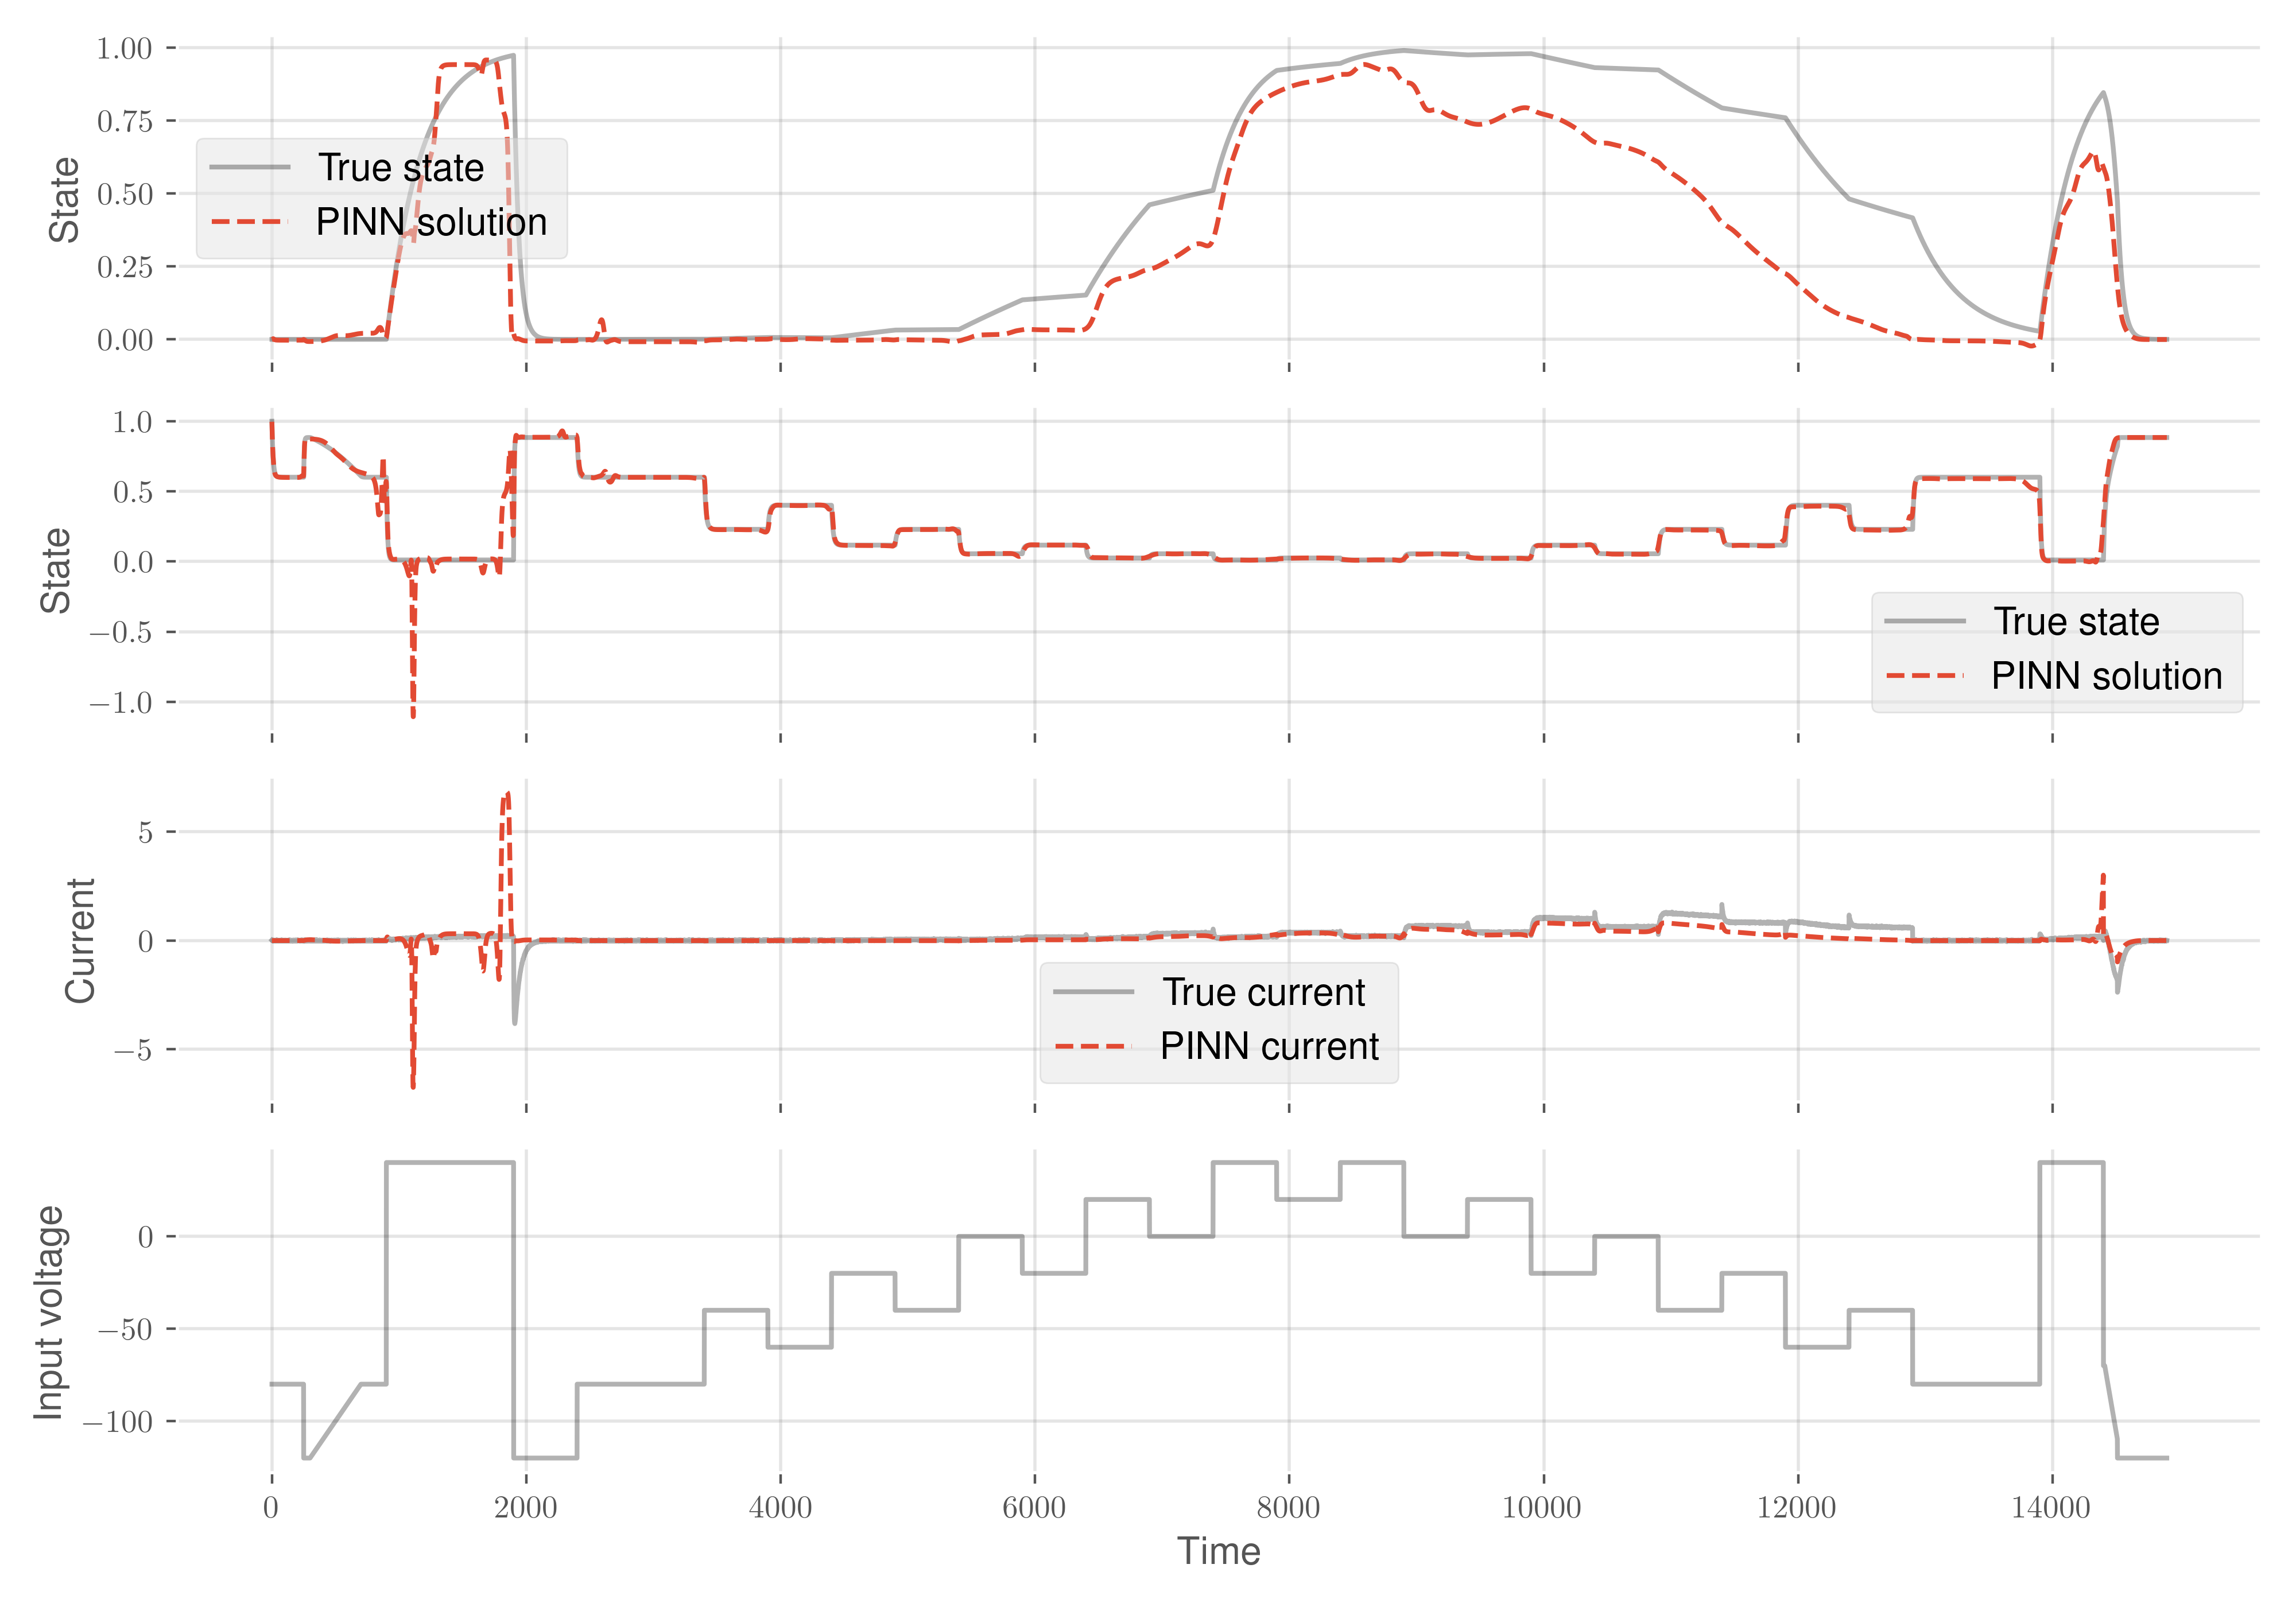 1.00
0.75
0.50
0.25
0.00
State
True state
PINN solution
1.0
0.5
0.0
−0.5
−1.0
State
True state
PINN solution
5
0
−5
Current
True current
PINN current
0
−50
−100
Input voltage
0 2000 4000 6000 8000 10000 12000 14000
Time